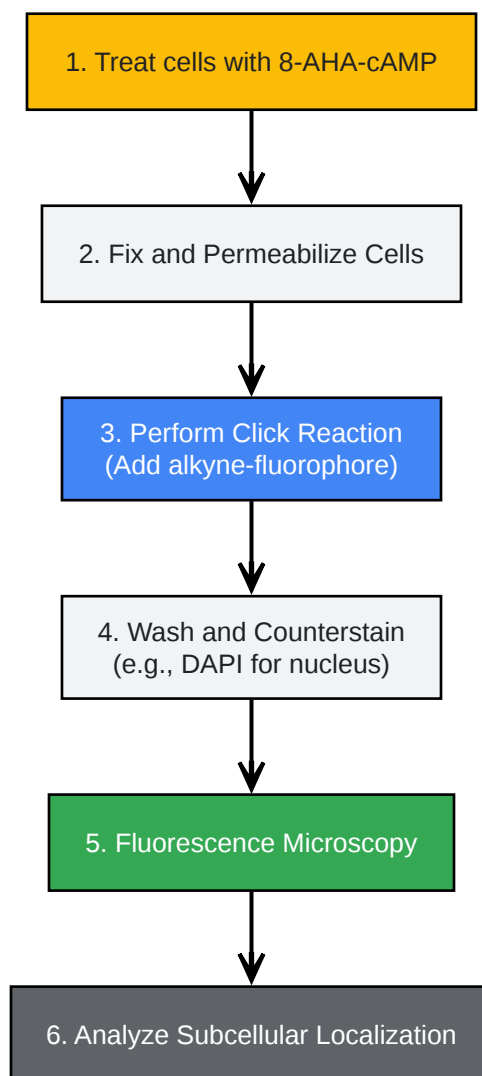 1. Treat cells with 8-AHA-cAMP
2. Fix and Permeabilize Cells
3. Perform Click Reaction
(Add alkyne-fluorophore)
4. Wash and Counterstain
(e.g., DAPI for nucleus)
5. Fluorescence Microscopy
6. Analyze Subcellular Localization